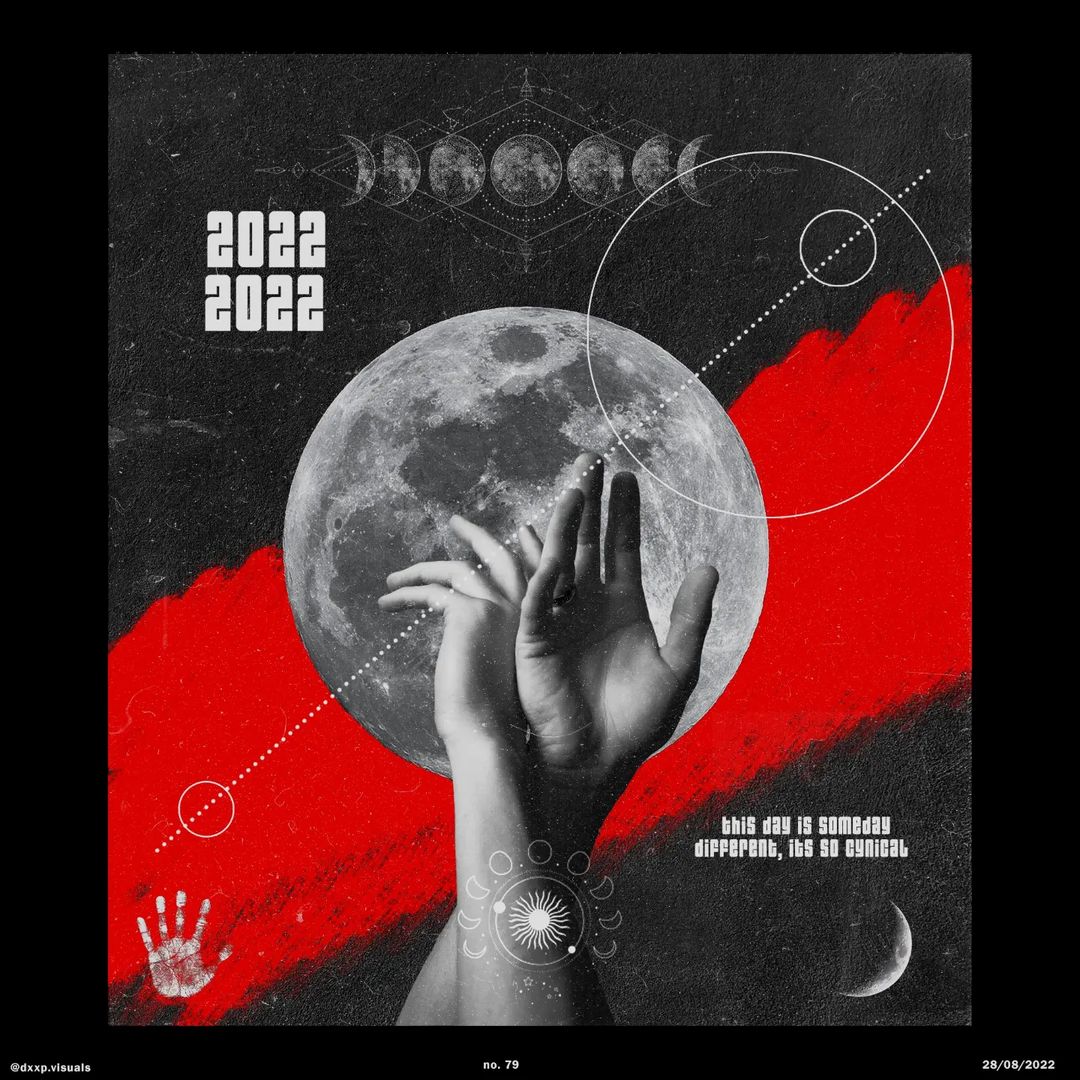 2022
2022
this day is someday
different, its so cynical
@dxxp.visuals
no. 79
28/08/2022